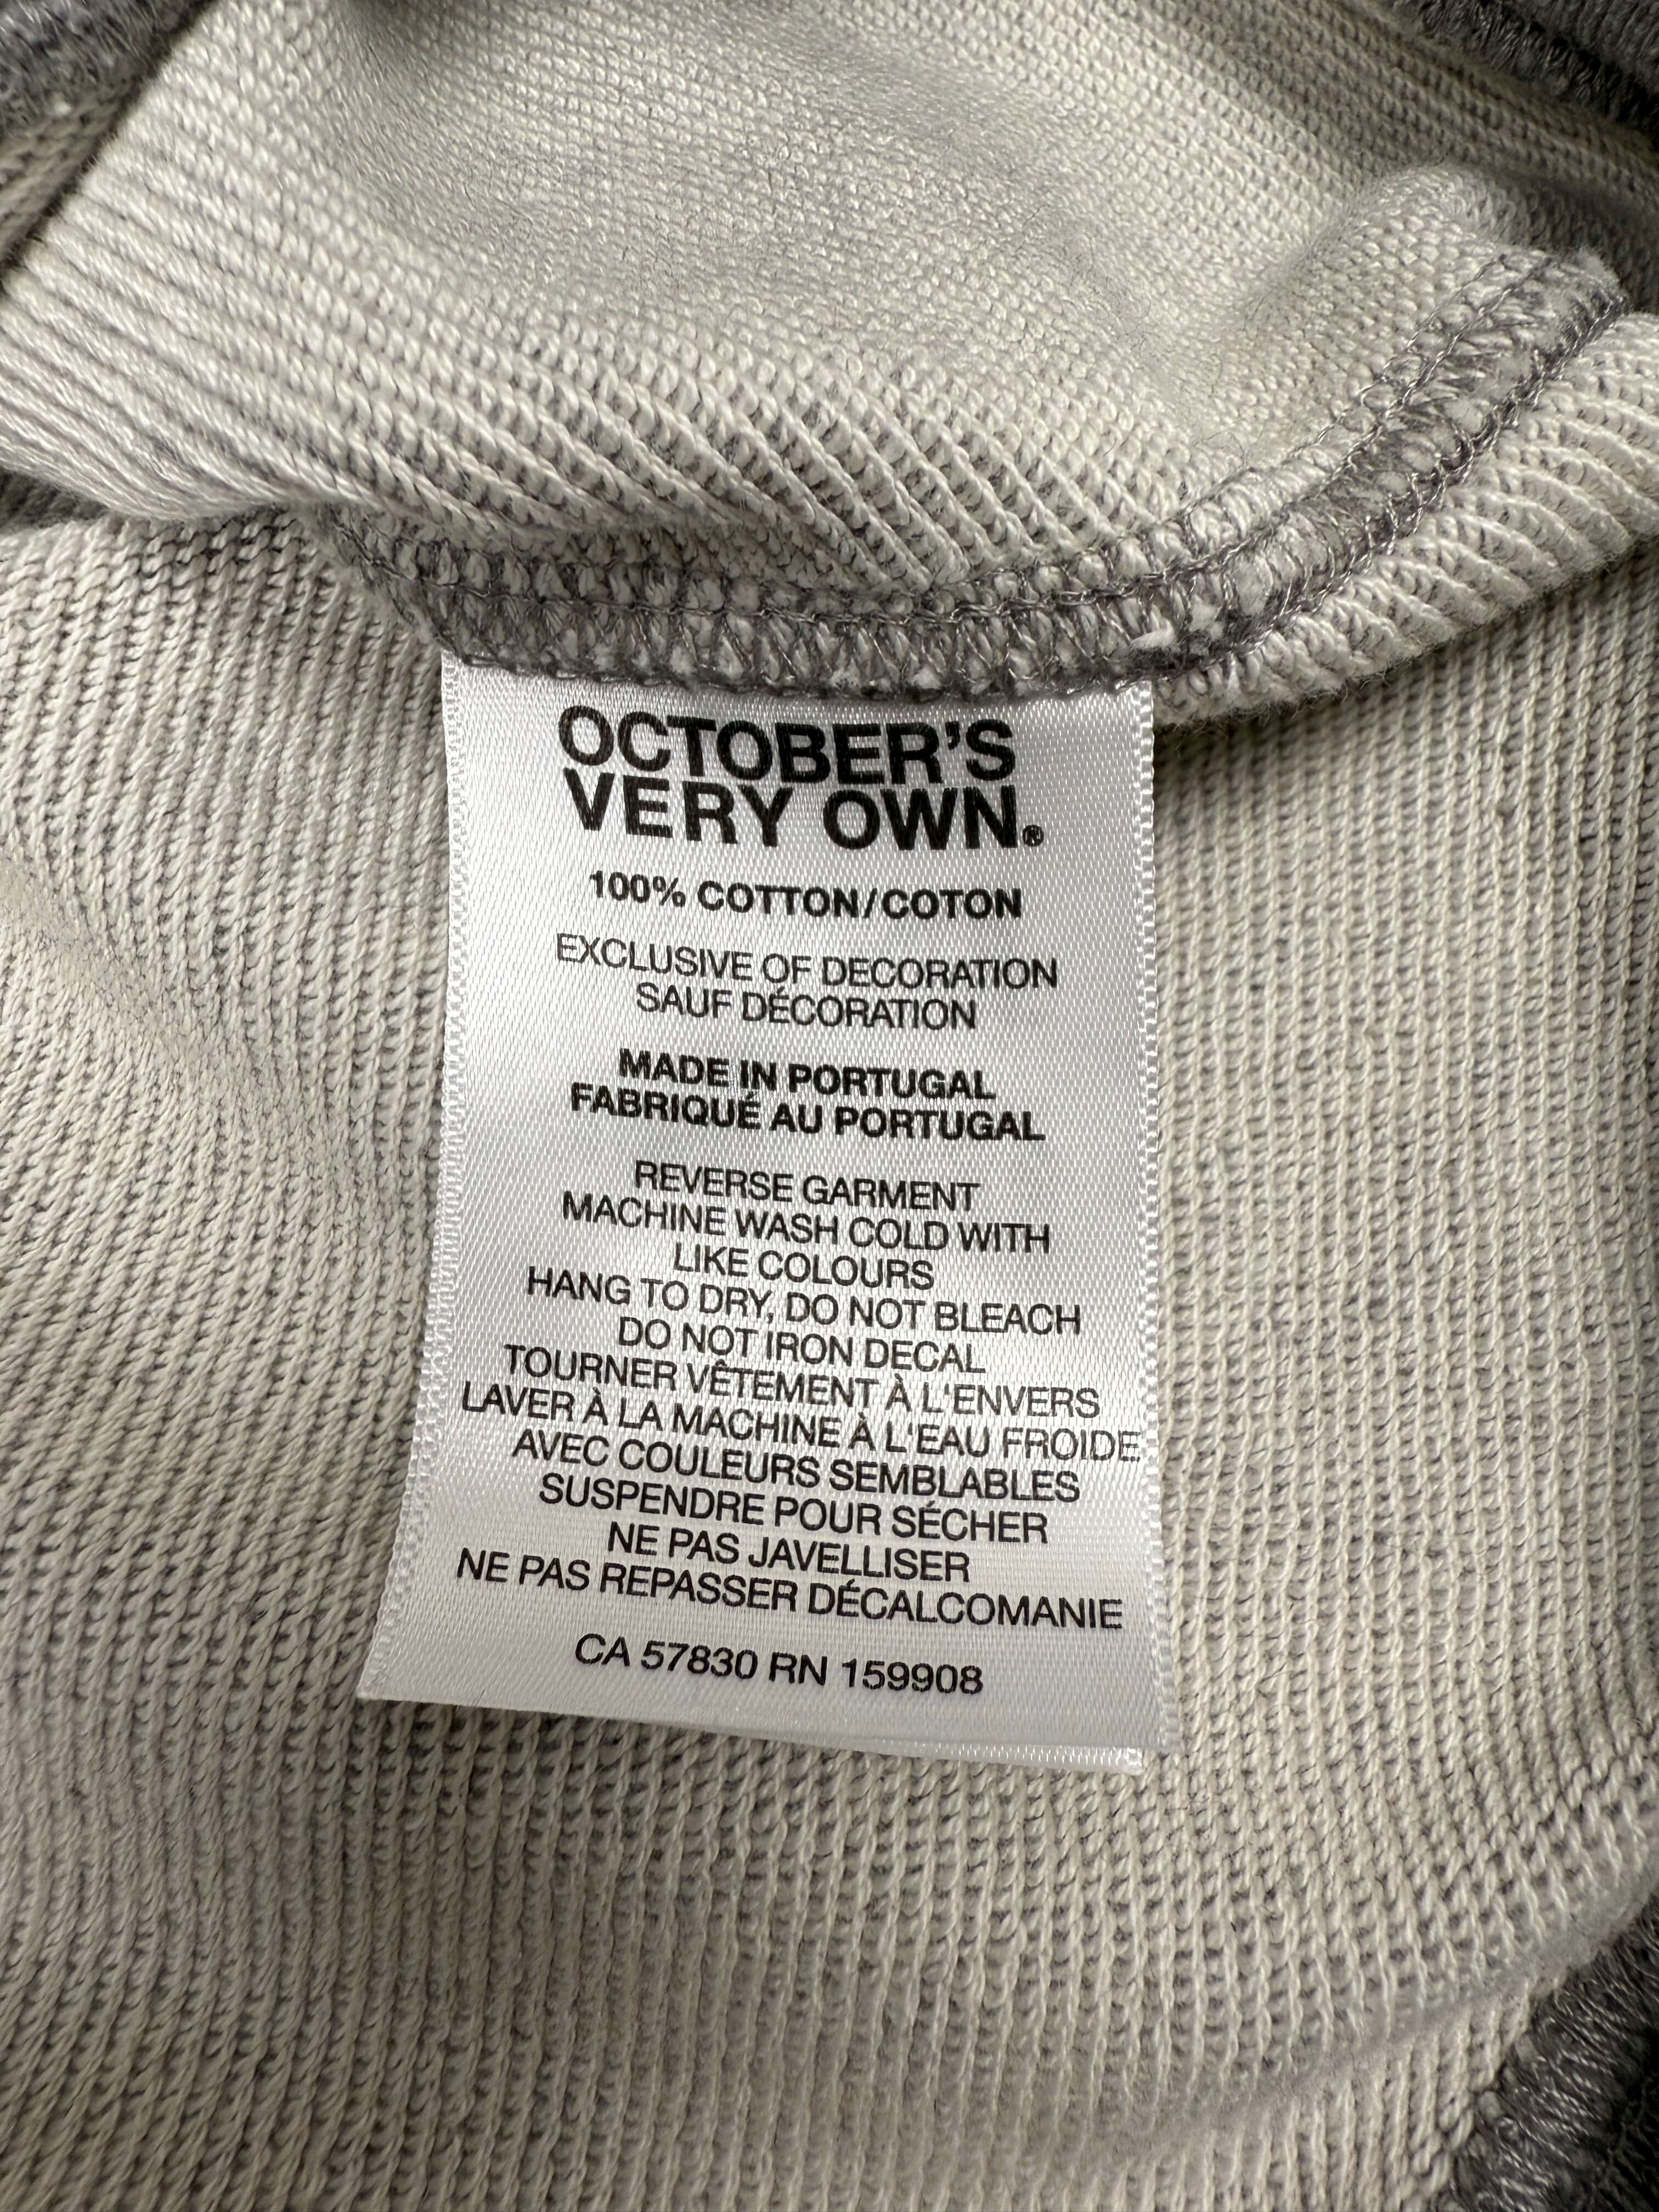 OCTOBER'S
VERY OWN.®
100% COTTON/COTON
EXCLUSIVE OF DECORATION
SAUF DÉCORATION
MADE IN PORTUGAL
FABRIQUÉ AU PORTUGAL
REVERSE GARMENT
MACHINE WASH COLD WITH
LIKE COLOURS
HANG TO DRY, DO NOT BLEACH
DO NOT IRON DECAL
TOURNER VÊTEMENT À L'ENVERS
LAVER À LA MACHINE À L'EAU FROIDE
AVEC COULEURS SEMBLABLES
SUSPENDRE POUR SÉCHER
NE PAS JAVELLISER
NE PAS REPASSER DÉCALCOMANIE
CA 57830 RN 159908